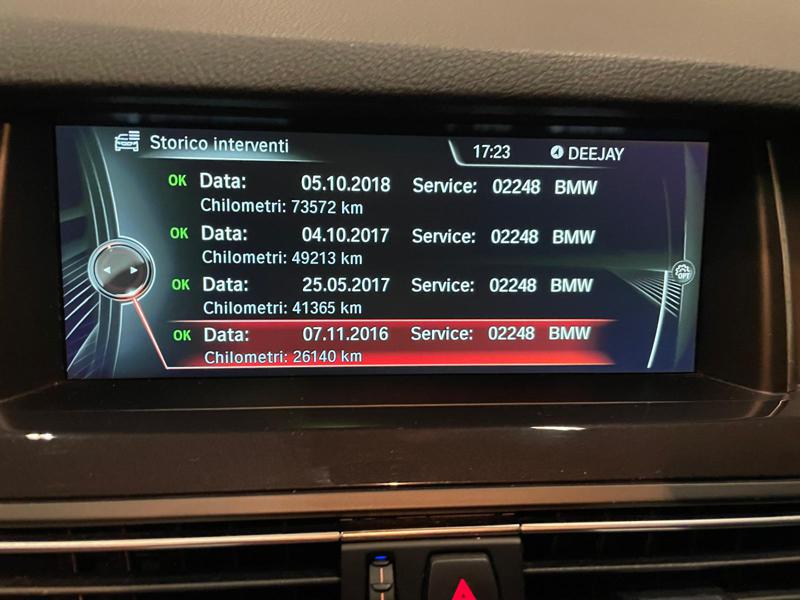 Storico interventi 17:23 DEEJAY
OK Data: 05.10.2018 Service: 02248 BMW
Chilometri: 73572 km
OK Data: 04.10.2017 Service: 02248 BMW
Chilometri: 49213 km
OK Data: 25.05.2017 Service: 02248 BMW
Chilometri: 41365 km
OPT
OK Data: 07.11.2016 Service: 02248 BMW
Chilometri: 26140 km